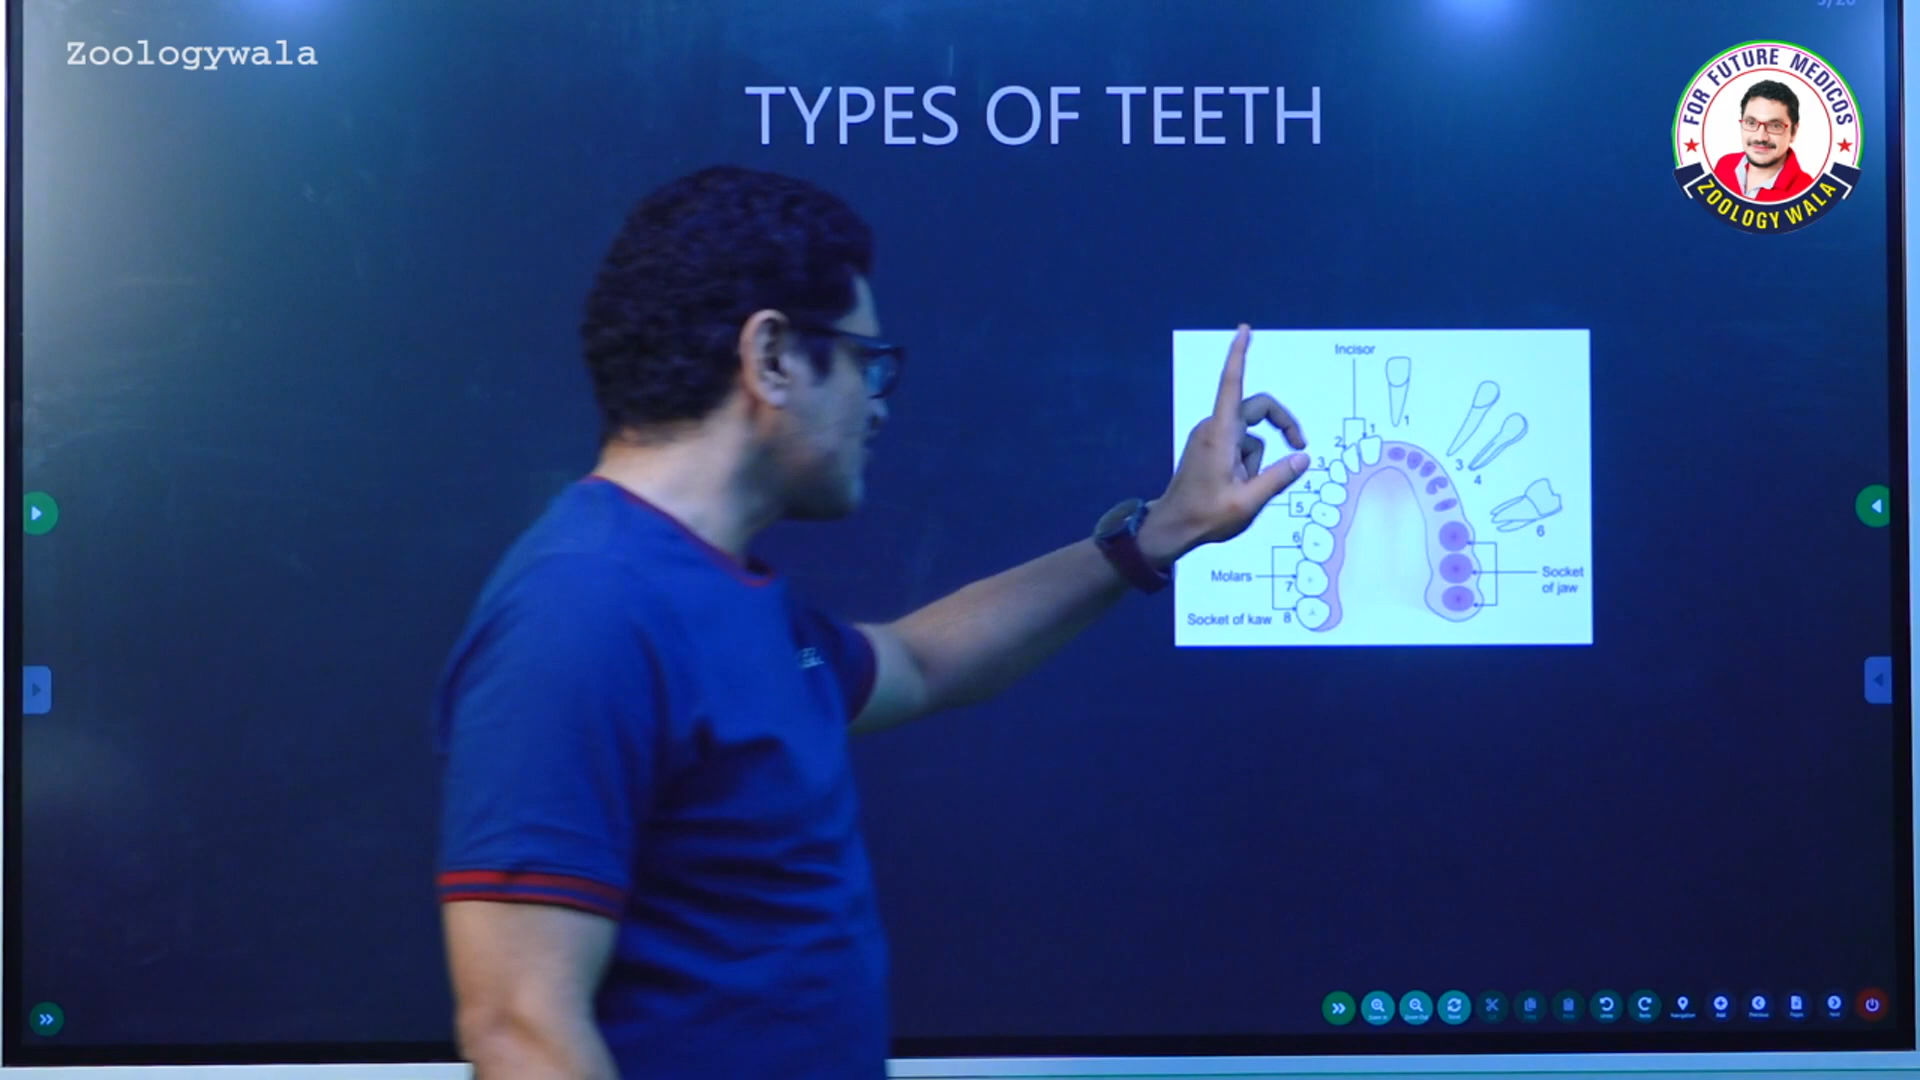 Zoologywala
TYPES OF TEETH
FOR FUTURE MEDICOS
ZOOLOGY WALA
Incisor
1
1
2
3
3
4
4
5
6
6
Molars
7
Socket
of jaw
Socket of kaw 8